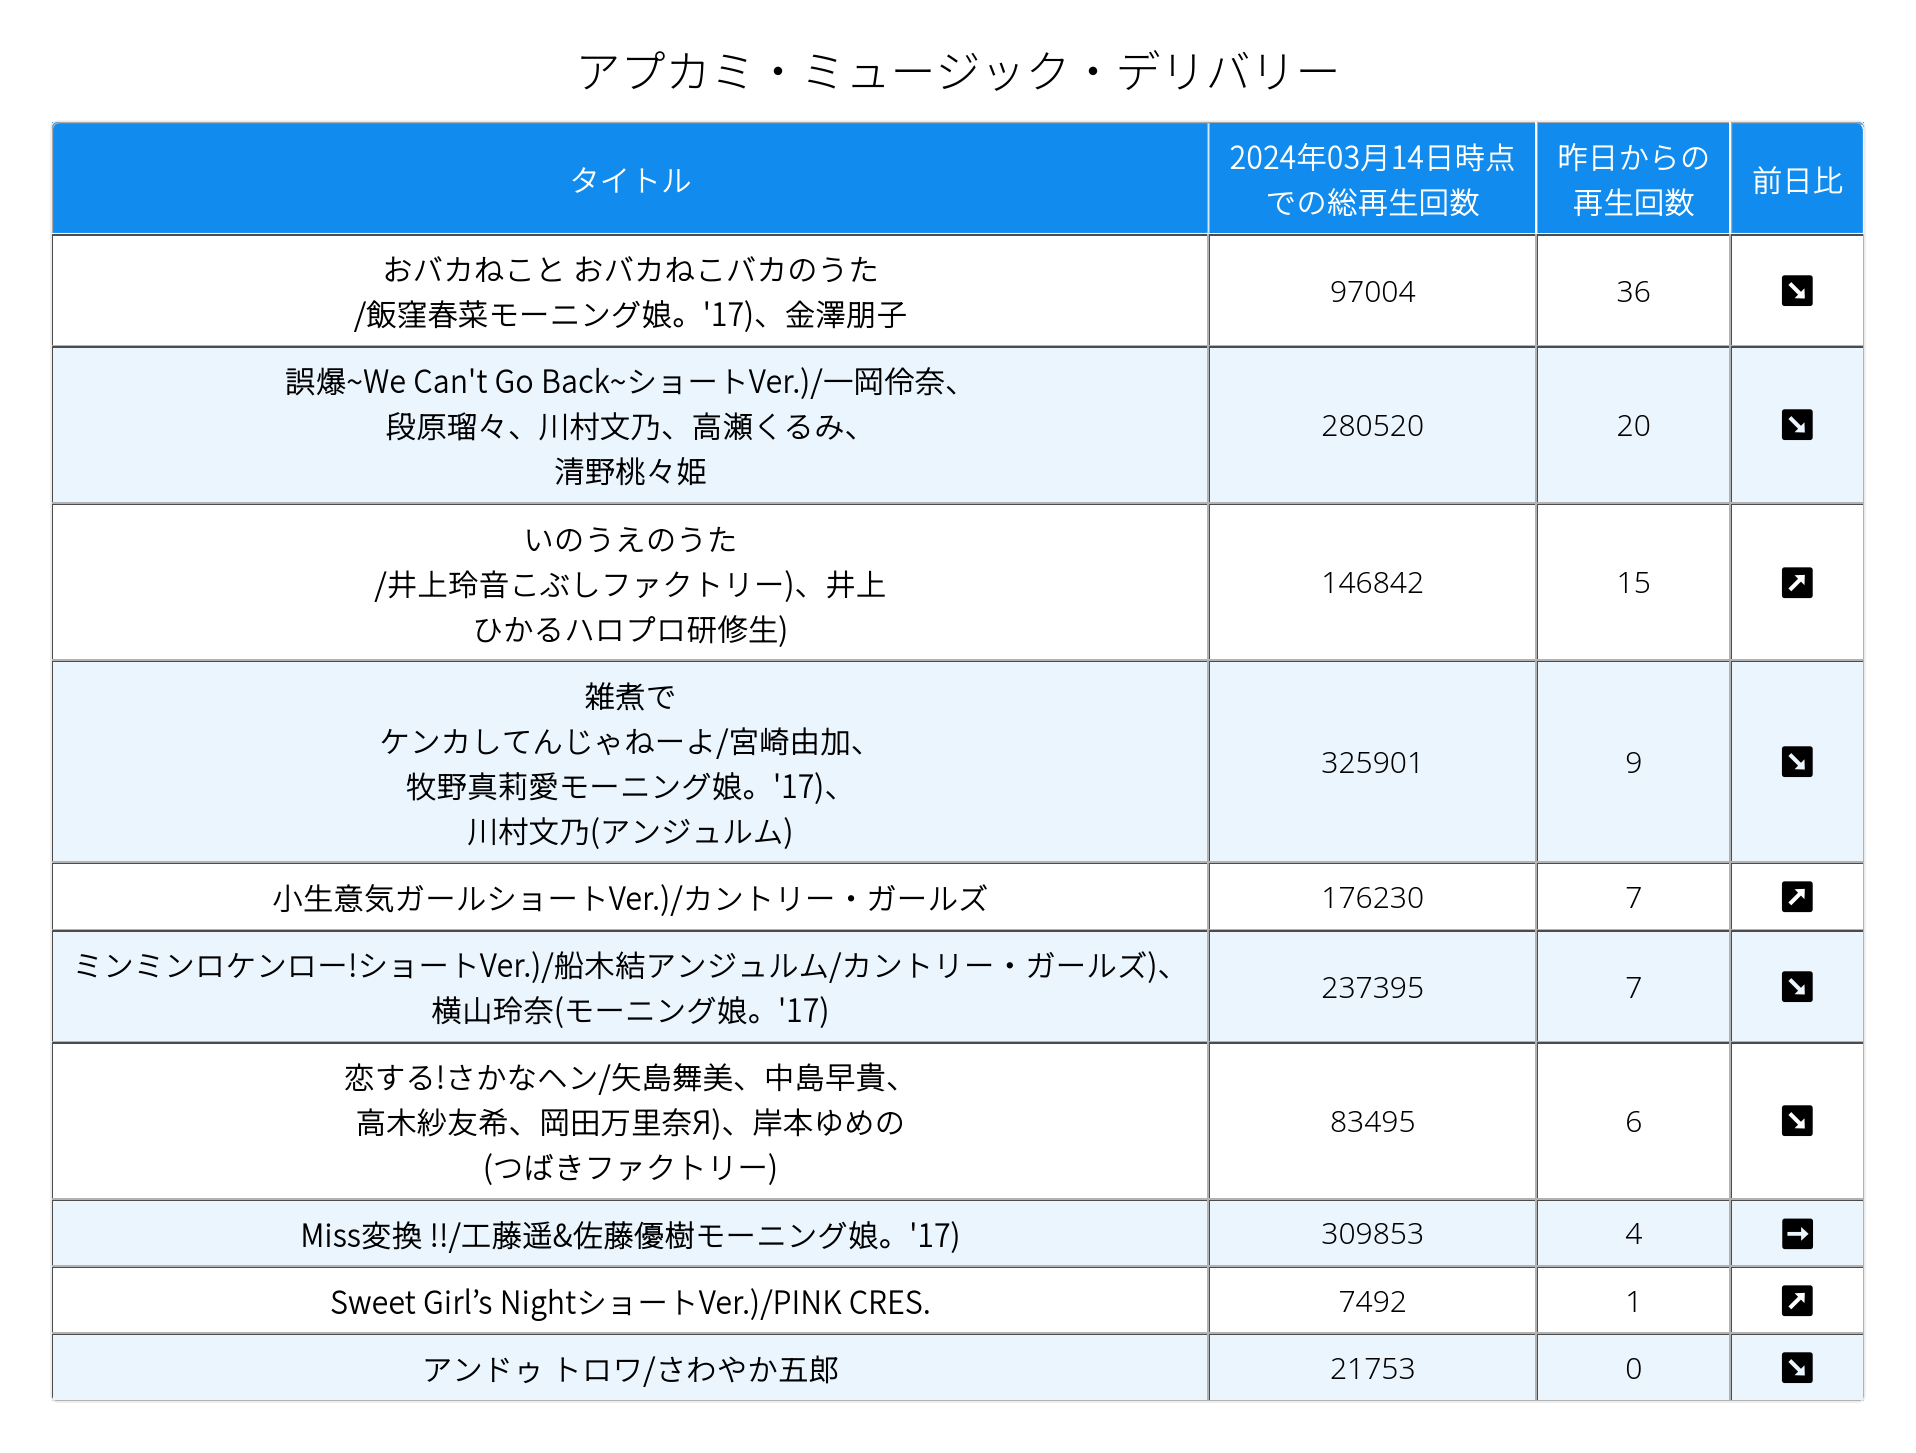 アプカミ・ミュージック・デリバリー
タイトル
2024年03月14日時点
での総再生回数
昨日からの
再生回数
前日比
おバカねこと おバカねこバカのうた
/飯窪春菜モーニング娘。'17)、金澤朋子
97004
36
誤爆~We Can't Go Back~ショートVer.)/一岡伶奈、
段原瑠々、川村文乃、高瀬くるみ、
清野桃々姫
280520
20
いのうえのうた
/井上玲音こぶしファクトリー)、井上
ひかるハロプロ研修生)
146842
15
雑煮で
ケンカしてんじゃねーよ/宮崎由加、
牧野真莉愛モーニング娘。'17)、
川村文乃(アンジュルム)
325901
9
小生意気ガールショートVer.)/カントリー・ガールズ
176230
7
ミンミンロケンロー!ショートVer.)/船木結アンジュルム/カントリー・ガールズ)、
横山玲奈(モーニング娘。'17)
237395
7
恋する!さかなヘン/矢島舞美、中島早貴、
高木紗友希、岡田万里奈Я)、岸本ゆめの
(つばきファクトリー)
83495
6
Miss変換 !!/工藤遥&佐藤優樹モーニング娘。'17)
309853
4
Sweet Girl’s NightショートVer.)/PINK CRES.
7492
1
アンドゥ トロワ/さわやか五郎
21753
0